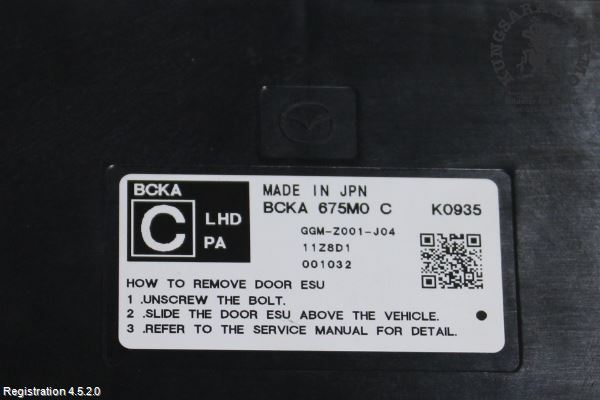 KUNGSÄRA BILDEMO
BCKA
C
LHD
PA
MADE IN JPN
BCKA 675M0 C
K0935
GGM-Z001-J04
11Z8D1
001032
HOW TO REMOVE DOOR ESU
1 .UNSCREW THE BOLT.
2 .SLIDE THE DOOR ESU ABOVE THE VEHICLE.
3 .REFER TO THE SERVICE MANUAL FOR DETAIL.
Registration 4.5.2.0